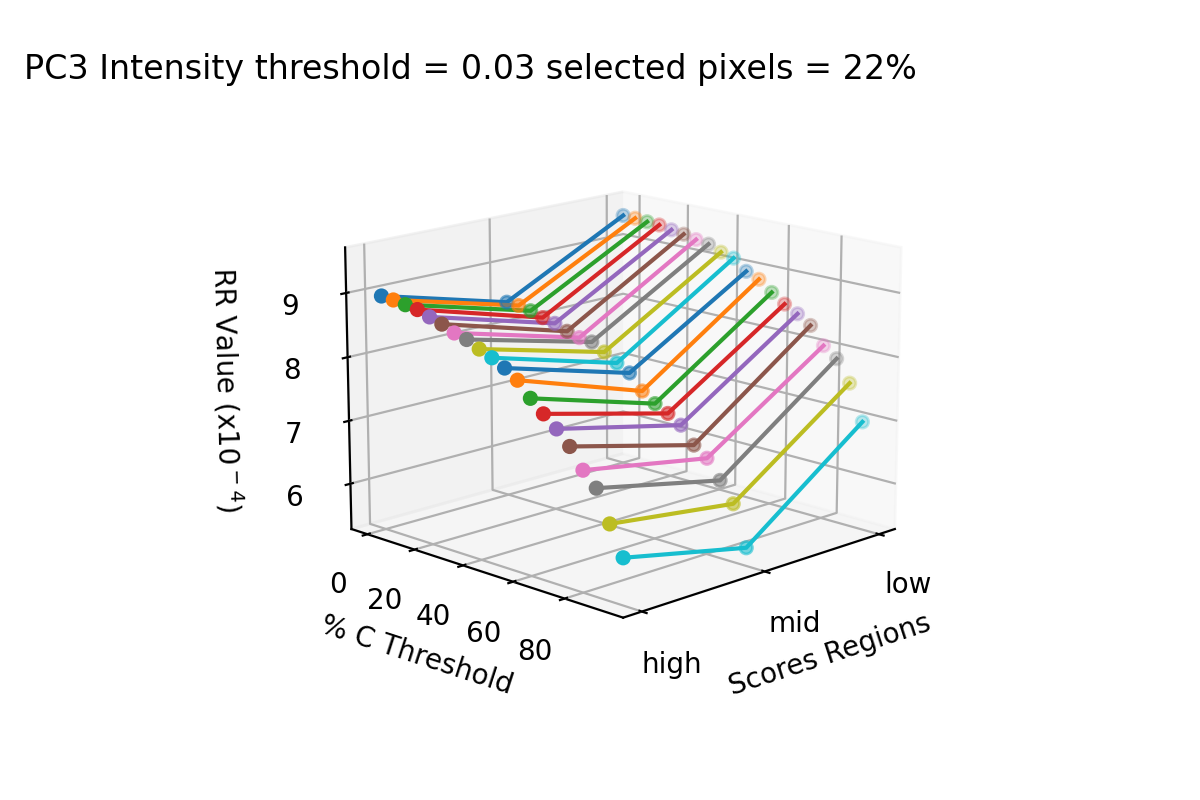 PC3 Intensity threshold = 0.03 selected pixels = 22%
RR Value (x10⁻⁴)
9
8
7
6
0
20
40
60
80
% C Threshold
high
mid
low
Scores Regions